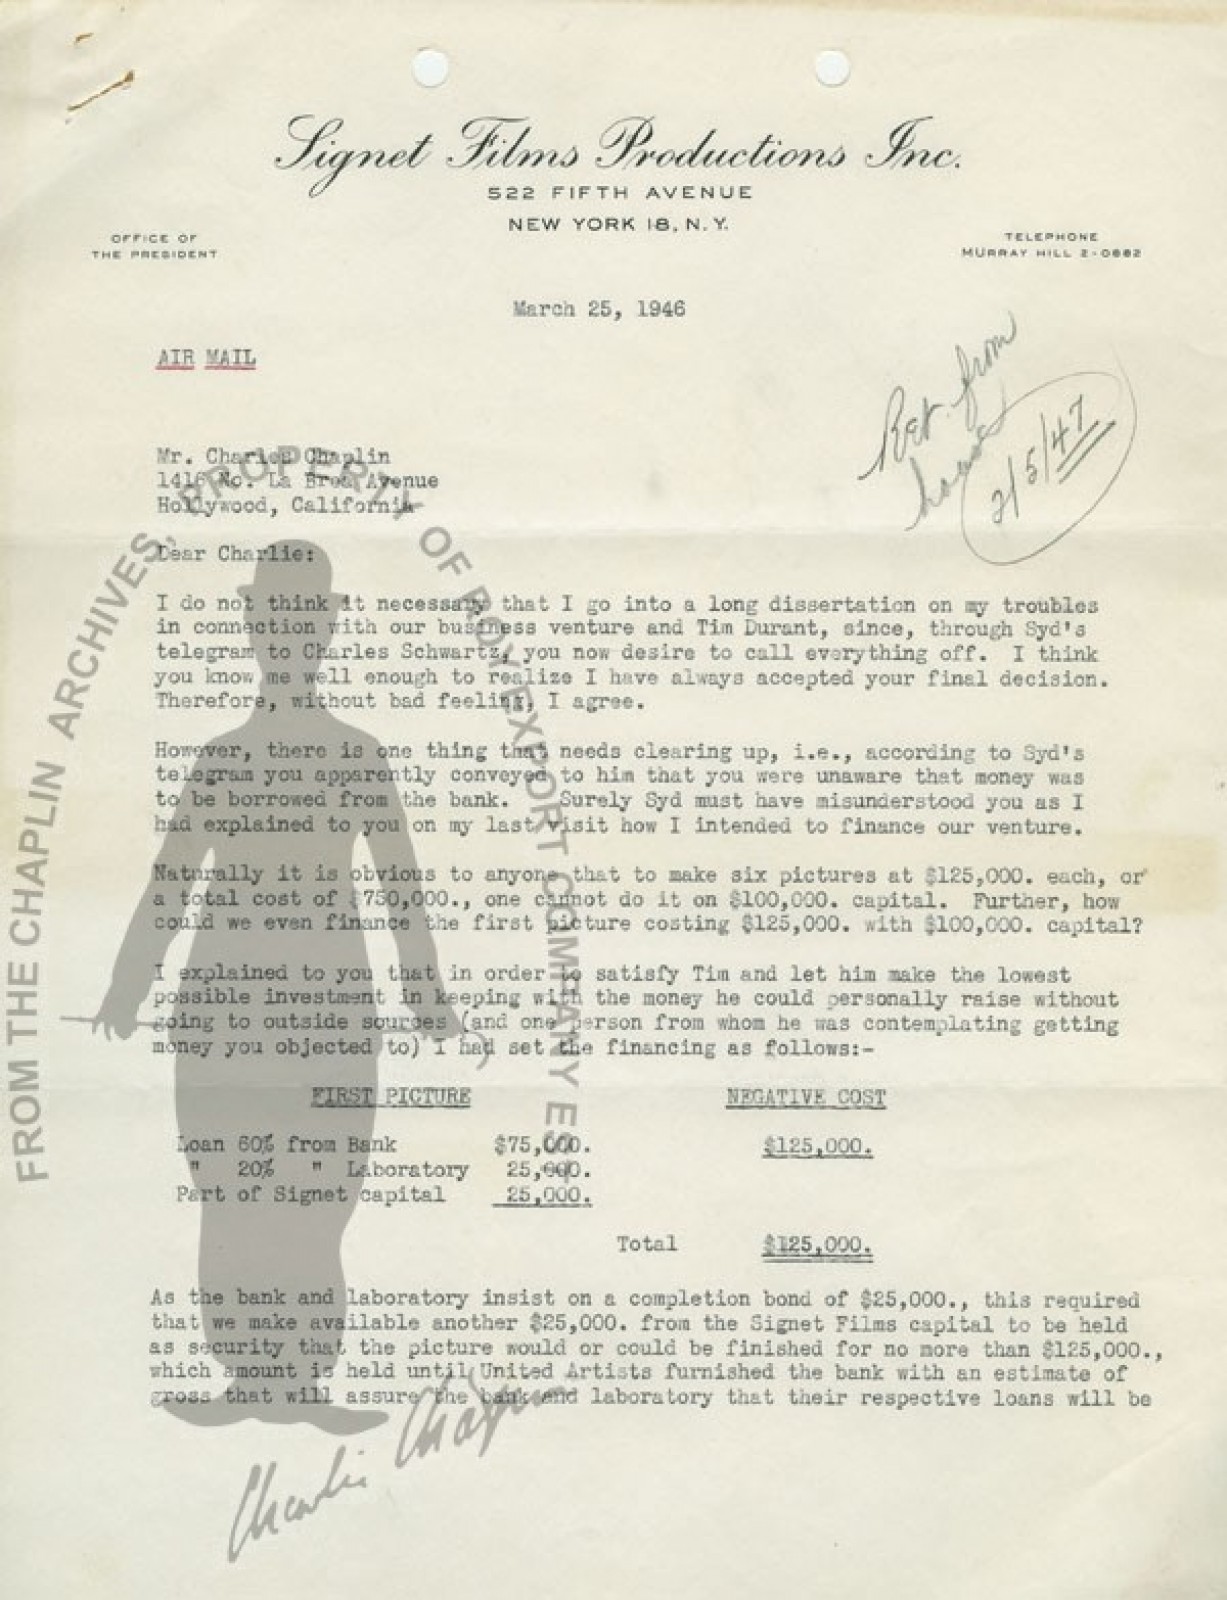 Signet Films Productions Inc.
522 FIFTH AVENUE
NEW YORK 18, N.Y.
OFFICE OF
THE PRESIDENT
TELEPHONE
MURRAY HILL 2-0882
March 25, 1946
AIR MAIL
Ret. from
house
2/5/47
Mr. Charles Chaplin
1416 No. La Brea Avenue
Hollywood, California
Dear Charlie:
I do not think it necessary that I go into a long dissertation on my troubles
in connection with our business venture and Tim Durant, since, through Syd's
telegram to Charles Schwartz, you now desire to call everything off. I think
you know me well enough to realize I have always accepted your final decision.
Therefore, without bad feeling, I agree.
However, there is one thing that needs clearing up, i.e., according to Syd's
telegram you apparently conveyed to him that you were unaware that money was
to be borrowed from the bank. Surely Syd must have misunderstood you as I
had explained to you on my last visit how I intended to finance our venture.
Naturally it is obvious to anyone that to make six pictures at $125,000. each, or
a total cost of $750,000., one cannot do it on $100,000. capital. Further, how
could we even finance the first picture costing $125,000. with $100,000. capital?
I explained to you that in order to satisfy Tim and let him make the lowest
possible investment in keeping with the money he could personally raise without
going to outside sources (and one person from whom he was contemplating getting
money you objected to) I had set the financing as follows:-
FIRST PICTURE NEGATIVE COST
Loan 60% from Bank $75,000. $125,000.
" 20% " Laboratory 25,000.
Part of Signet capital 25,000.
Total $125,000.
As the bank and laboratory insist on a completion bond of $25,000., this required
that we make available another $25,000. from the Signet Films capital to be held
as security that the picture would or could be finished for no more than $125,000.,
which amount is held until United Artists furnished the bank with an estimate of
gross that will assure the bank and laboratory that their respective loans will be
FROM THE CHAPLIN ARCHIVES, PROPERTY OF ROY EXPORT COMPANY EST
Charlie Chaplin